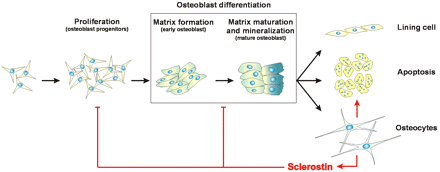 Osteoblast differentiation
Proliferation
(osteoblast progenitors)
Matrix formation
(early osteoblast)
Matrix maturation
and mineralization
(mature osteoblast)
Lining cell
Apoptosis
Osteocytes
Sclerostin